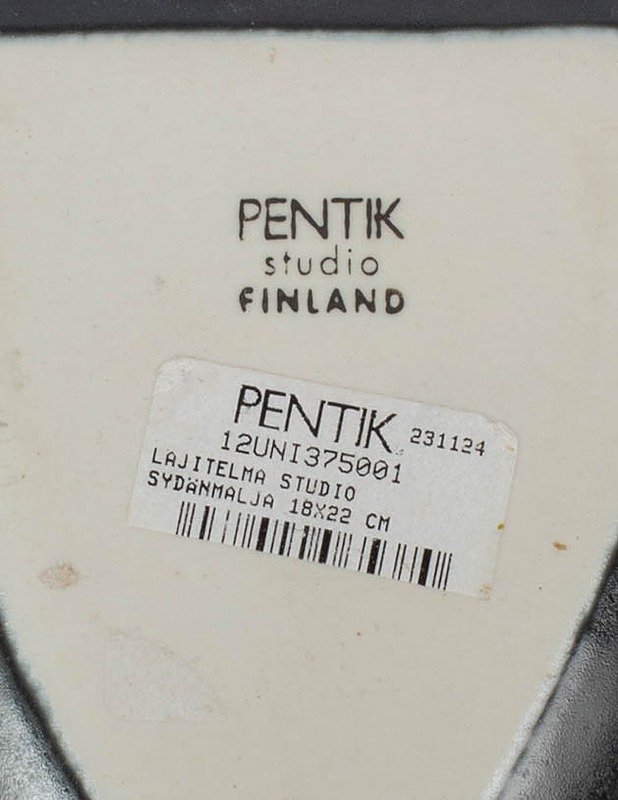 PENTIK
studio
FINLAND
PENTIK 231124
12UNI375001
LAJITELMA STUDIO
SYDÄNMALJA 18X22 CM